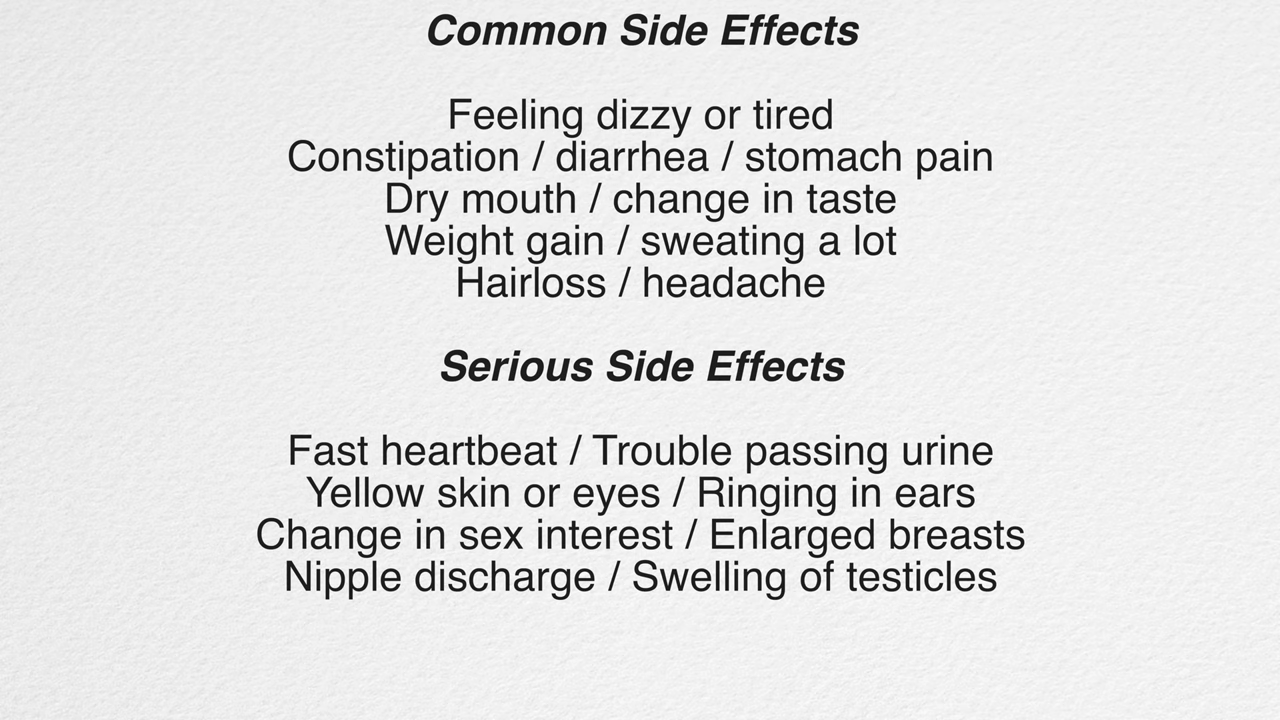 Common Side Effects
Feeling dizzy or tired
Constipation / diarrhea / stomach pain
Dry mouth / change in taste
Weight gain / sweating a lot
Hairloss / headache
Serious Side Effects
Fast heartbeat / Trouble passing urine
Yellow skin or eyes / Ringing in ears
Change in sex interest / Enlarged breasts
Nipple discharge / Swelling of testicles